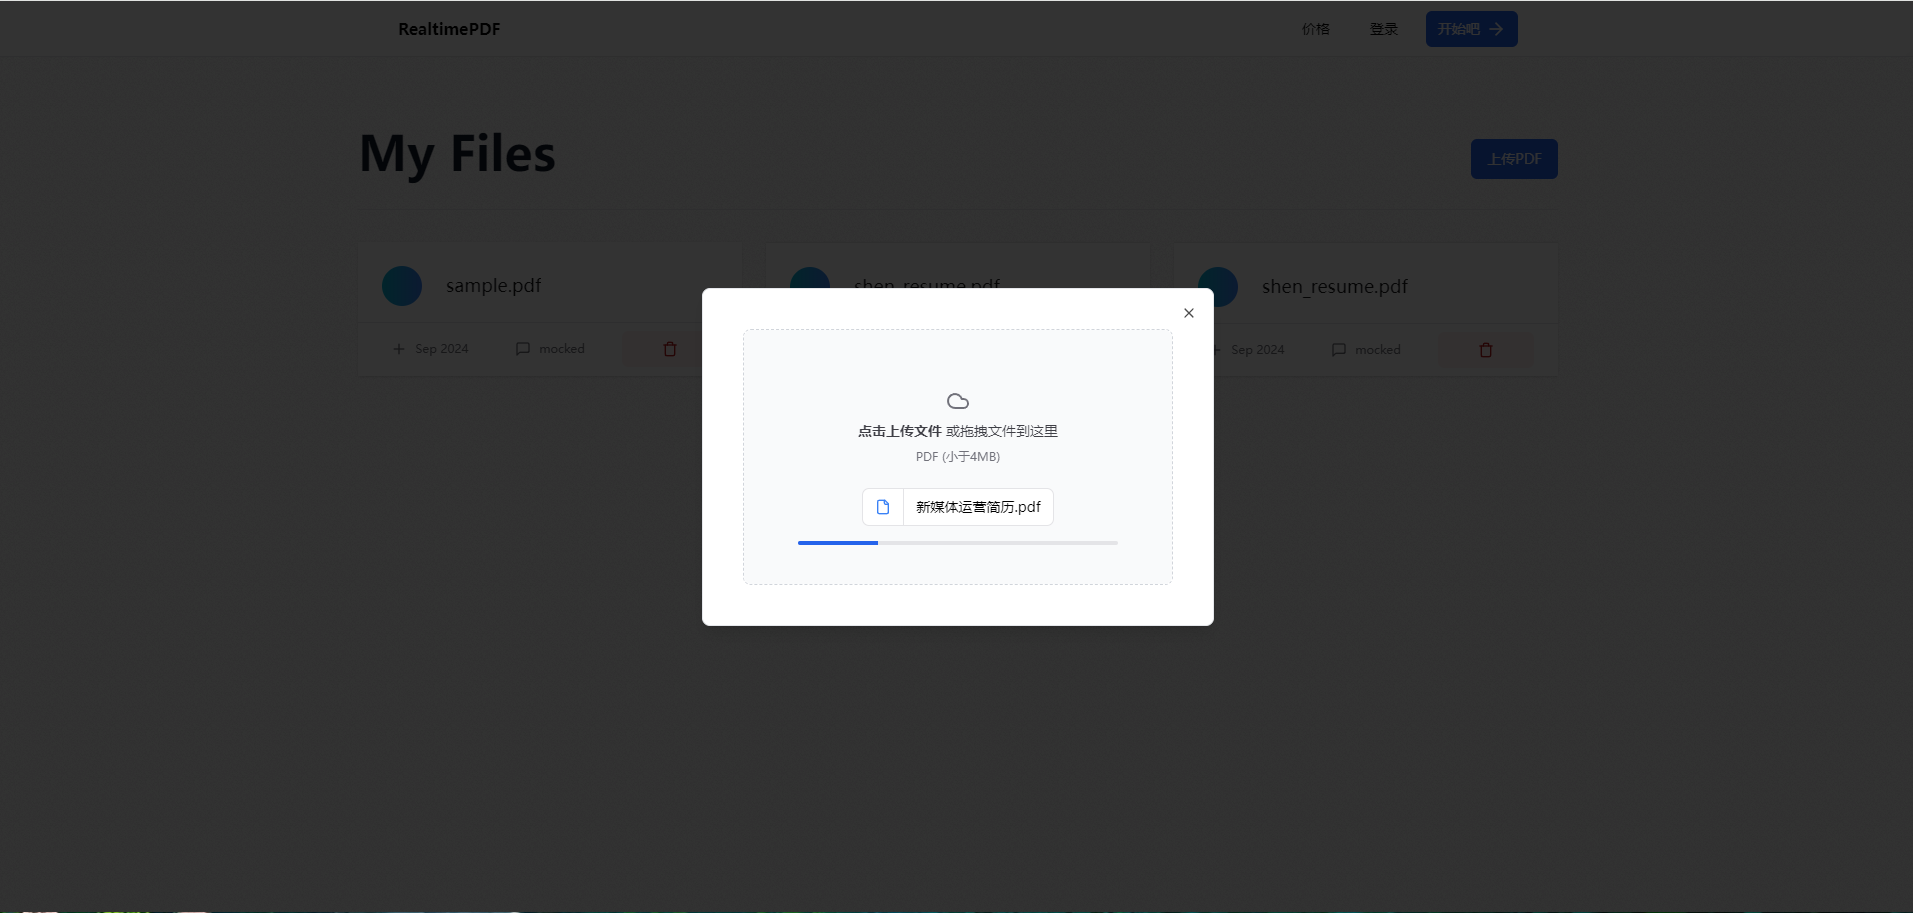 RealtimePDF
价格
登录
开始吧
My Files
上传PDF
sample.pdf
shen_resume.pdf
shen_resume.pdf
Sep 2024
mocked
Sep 2024
mocked
点击上传文件 或拖拽文件到这里
PDF (小于4MB)
新媒体运营简历.pdf